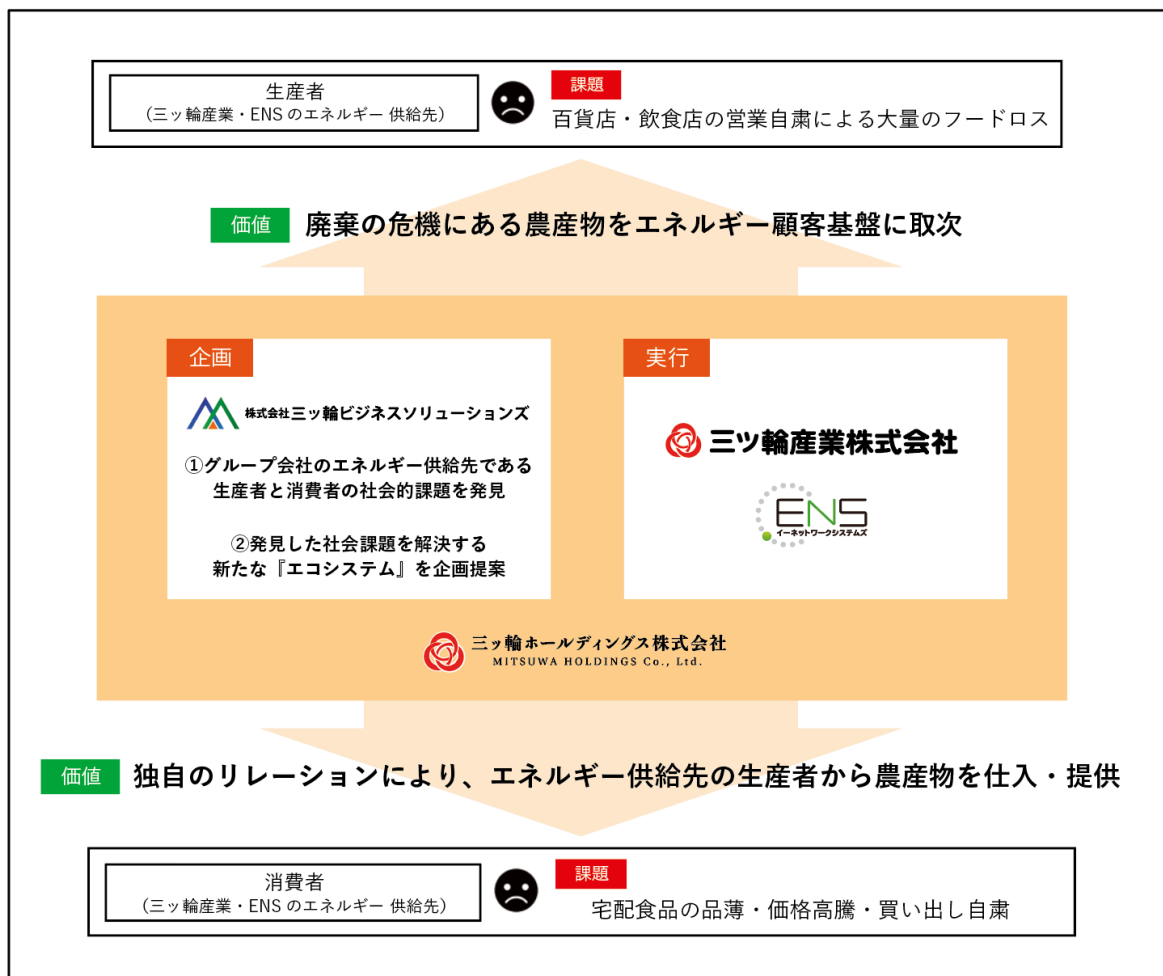 生産者
（三ッ輪産業・ENS のエネルギー 供給先）
課題
百貨店・飲食店の営業自粛による大量のフードロス
価値
廃棄の危機にある農産物をエネルギー顧客基盤に取次
企画
株式会社三ッ輪ビジネスソリューションズ
①グループ会社のエネルギー供給先である
生産者と消費者の社会的課題を発見
②発見した社会課題を解決する
新たな『エコシステム』を企画提案
実行
三ツ輪産業株式会社
ENS
イーネットワークシステムズ
三ッ輪ホールディングス株式会社
MITSUWA HOLDINGS Co., Ltd.
価値
独自のリレーションにより、エネルギー供給先の生産者から農産物を仕入・提供
消費者
（三ッ輪産業・ENS のエネルギー 供給先）
課題
宅配食品の品薄・価格高騰・買い出し自粛